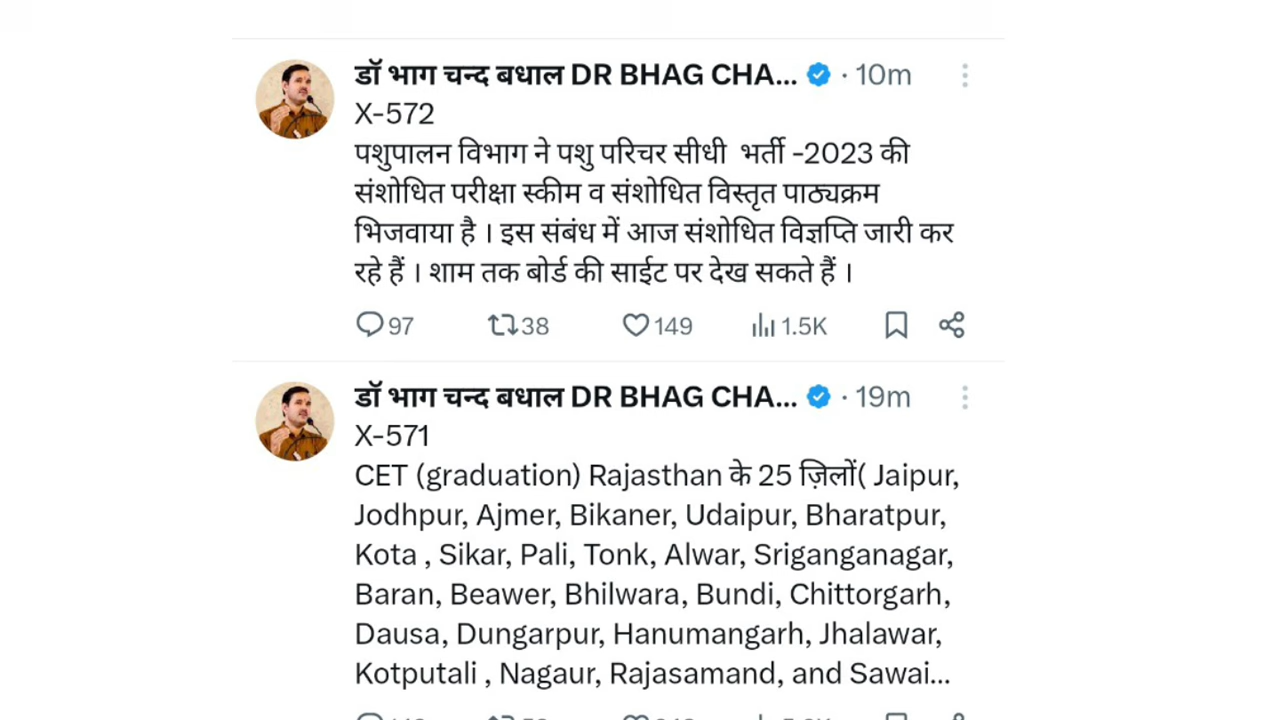 डॉ भाग चन्द बधाल DR BHAG CHA... · 10m
X-572
पशुपालन विभाग ने पशु परिचर सीधी भर्ती -2023 की
संशोधित परीक्षा स्कीम व संशोधित विस्तृत पाठ्यक्रम
भिजवाया है । इस संबंध में आज संशोधित विज्ञप्ति जारी कर
रहे हैं । शाम तक बोर्ड की साईट पर देख सकते हैं ।
97 38 149 1.5K
डॉ भाग चन्द बधाल DR BHAG CHA... · 19m
X-571
CET (graduation) Rajasthan के 25 ज़िलों( Jaipur,
Jodhpur, Ajmer, Bikaner, Udaipur, Bharatpur,
Kota , Sikar, Pali, Tonk, Alwar, Sriganganagar,
Baran, Beawer, Bhilwara, Bundi, Chittorgarh,
Dausa, Dungarpur, Hanumangarh, Jhalawar,
Kotputali , Nagaur, Rajasamand, and Sawai...